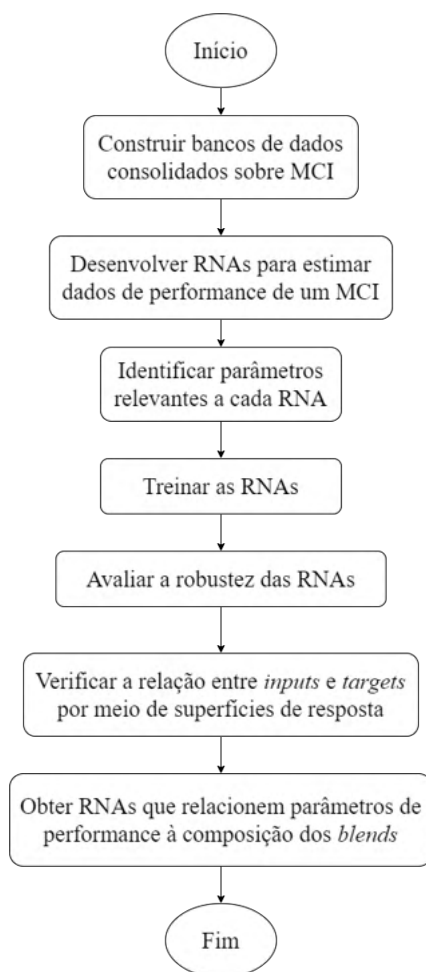 Início
Construir bancos de dados
consolidados sobre MCI
Desenvolver RNAs para estimar
dados de performance de um MCI
Identificar parâmetros
relevantes a cada RNA
Treinar as RNAs
Avaliar a robustez das RNAs
Verificar a relação entre inputs e targets
por meio de superfícies de resposta
Obter RNAs que relacionem parâmetros de
performance à composição dos blends
Fim